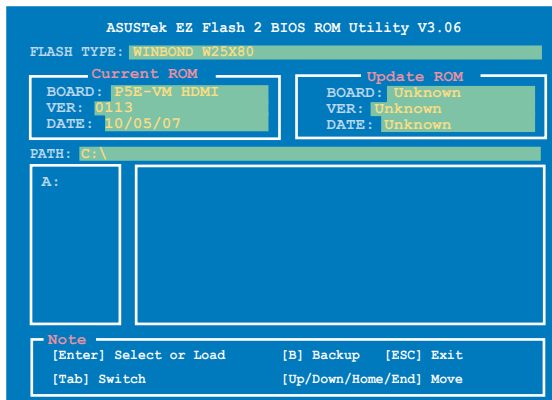 ASUSTek EZ Flash 2 BIOS ROM Utility V3.06
FLASH TYPE: WINBOND W25X80
Current ROM
BOARD: P5E-VM HDMI
VER: 0113
DATE: 10/05/07
Update ROM
BOARD: Unknown
VER: Unknown
DATE: Unknown
PATH: C:\
A:
Note
[Enter] Select or Load [B] Backup [ESC] Exit
[Tab] Switch [Up/Down/Home/End] Move